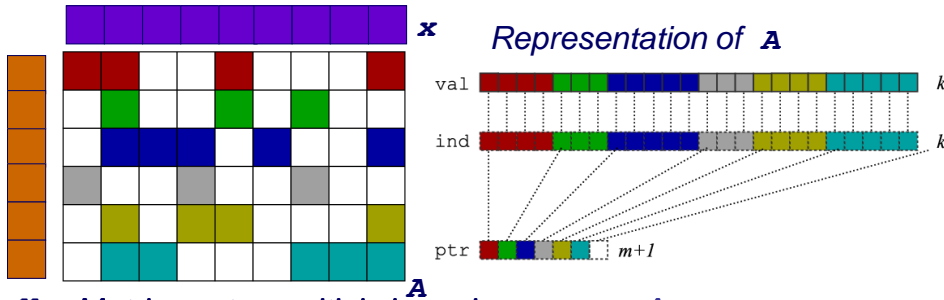 x
Representation of A
val k
ind k
ptr m+1
A